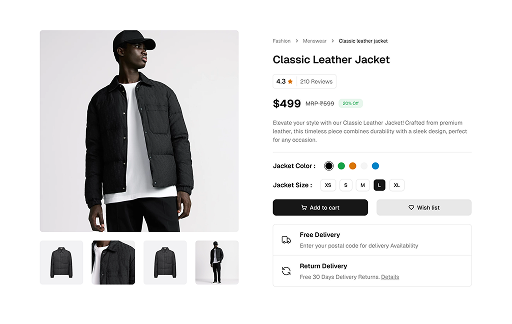 Fashion > Menswear > Classic leather jacket
Classic Leather Jacket
4.3 ★ 210 Reviews
$499 MRP ₹599 20% Off
Elevate your style with our Classic Leather Jacket! Crafted from premium
leather, this timeless piece combines durability with a sleek design, perfect
for any occasion.
Jacket Color :
Jacket Size : XS S M L XL
Add to cart
Wish list
Free Delivery
Enter your postal code for delivery Availability
Return Delivery
Free 30 Days Delivery Returns. Details